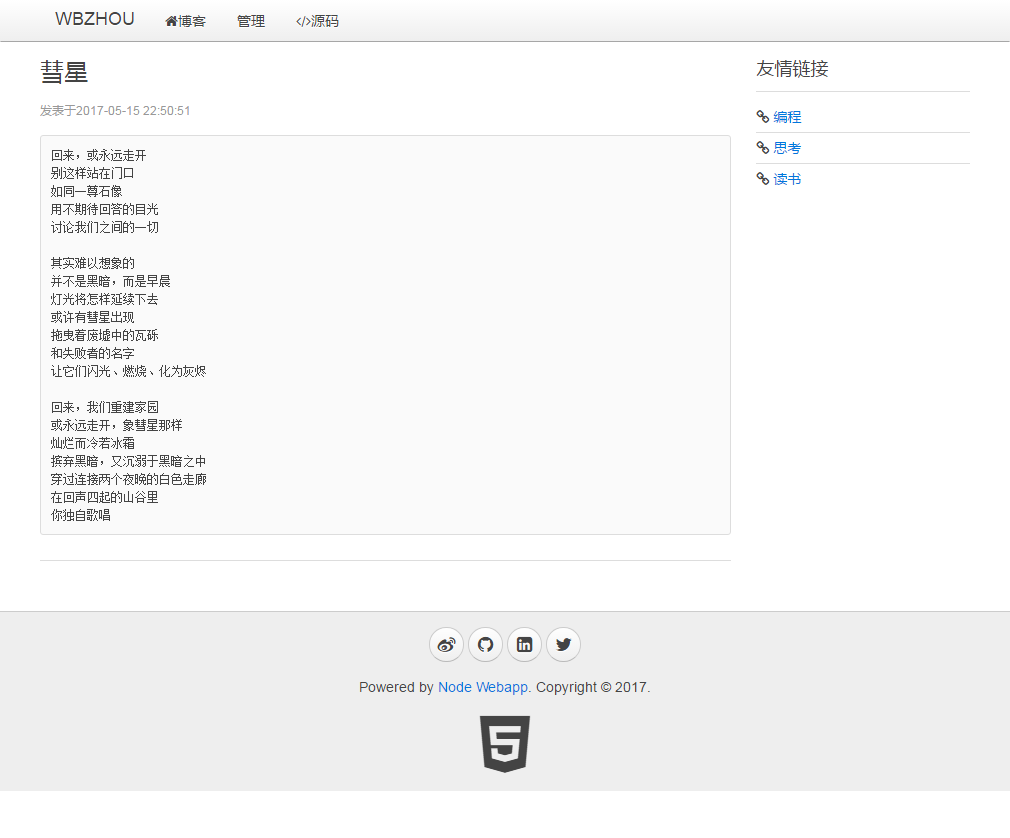 WBZHOU 博客 管理 </>源码
彗星
发表于2017-05-15 22:50:51
回来，或永远走开
别这样站在门口
如同一尊石像
用不期待回答的目光
讨论我们之间的一切
其实难以想象的
并不是黑暗，而是早晨
灯光将怎样延续下去
或许有彗星出现
拖曳着废墟中的瓦砾
和失败者的名字
让它们闪光、燃烧、化为灰烬
回来，我们重建家园
或永远走开，象彗星那样
灿烂而冷若冰霜
摈弃黑暗，又沉溺于黑暗之中
穿过连接两个夜晚的白色走廊
在回声四起的山谷里
你独自歌唱
友情链接
编程
思考
读书
Powered by Node Webapp. Copyright © 2017.